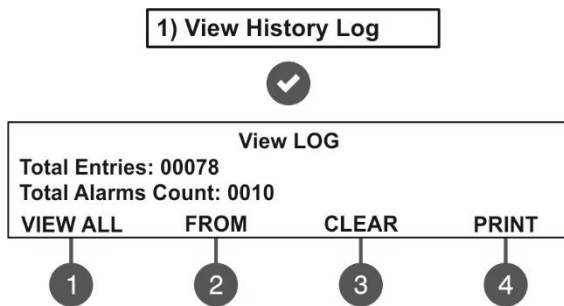 1) View History Log
View LOG
Total Entries: 00078
Total Alarms Count: 0010
VIEW ALL FROM CLEAR PRINT
1 2 3 4